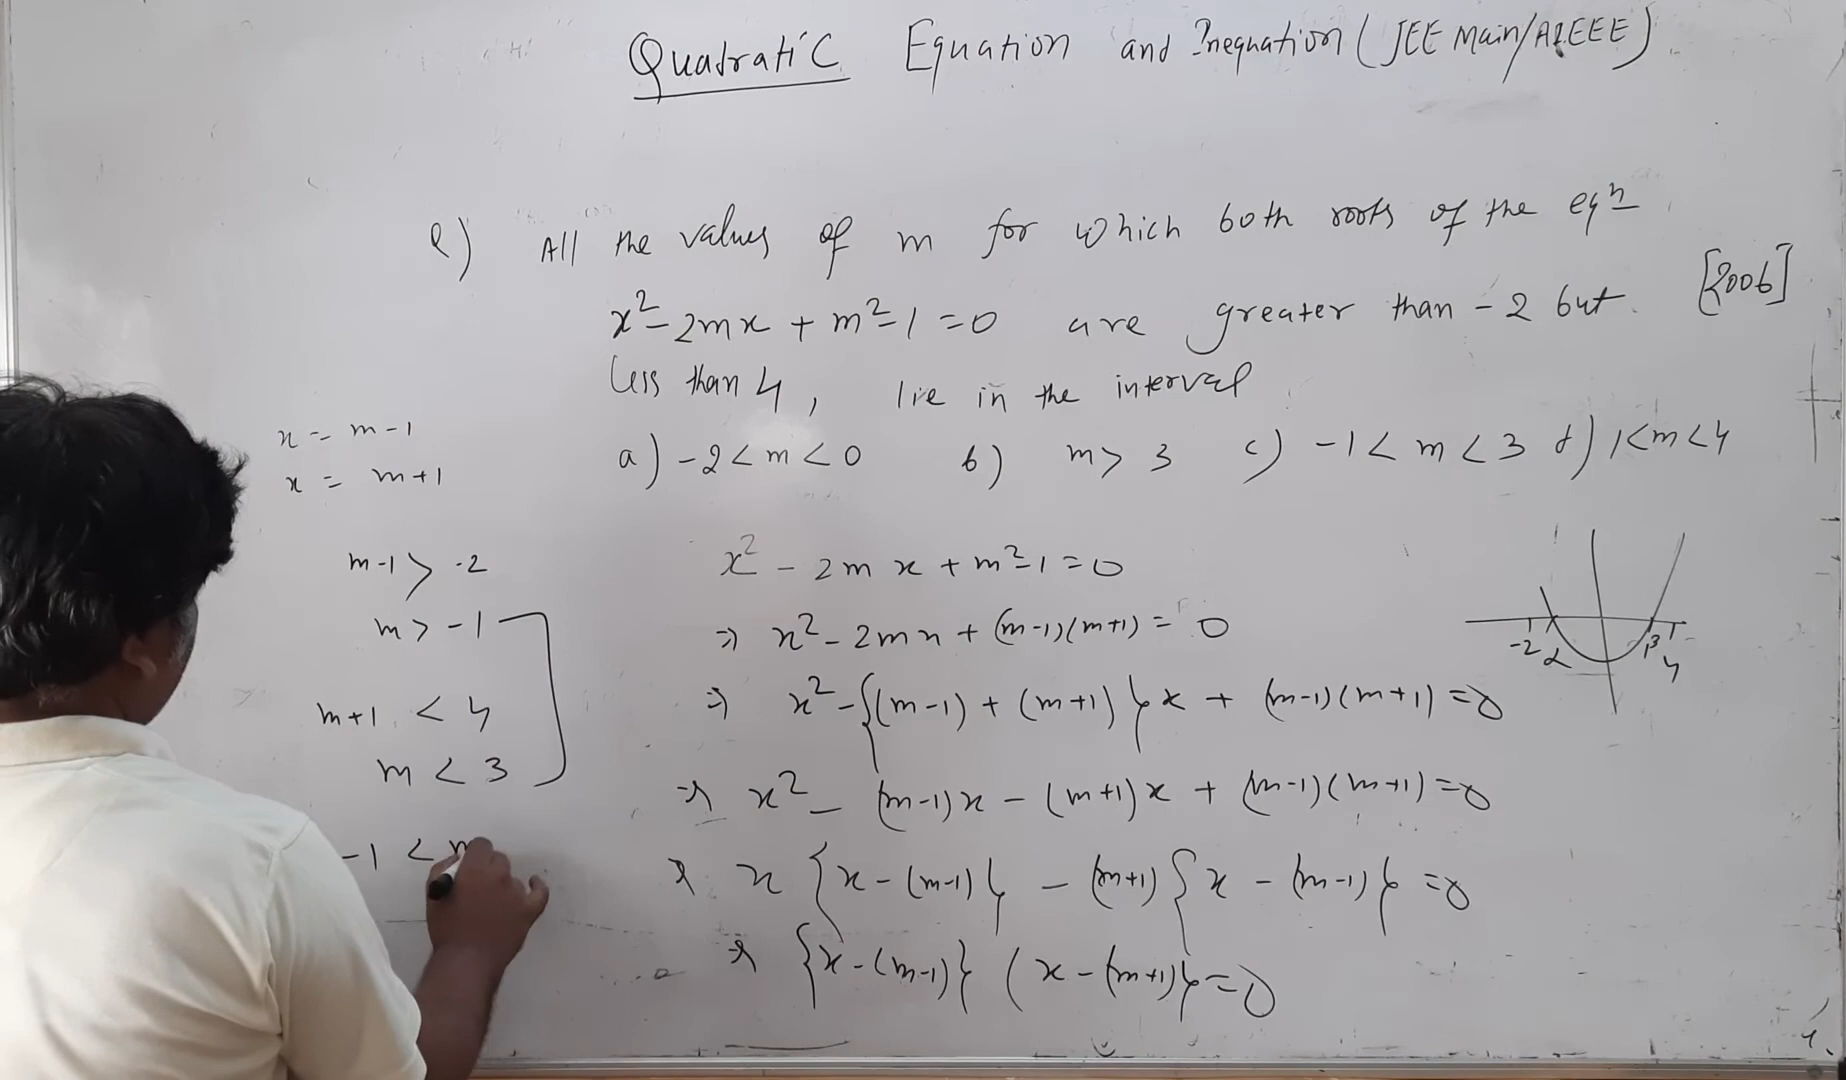 Quadratic Equation and Inequation (JEE Main/AIEEE)
Q) All the values of m for which both roots of the eqn
x² - 2mx + m² - 1 = 0 are greater than -2 but [2006]
less than 4, lie in the interval
a) -2 < m < 0 b) m > 3 c) -1 < m < 3 d) 1 < m < 4
x = m - 1
x = m + 1
m - 1 > -2
m > -1
m + 1 < 4
m < 3
-1 < m
x² - 2mx + m² - 1 = 0
⇒ x² - 2mx + (m-1)(m+1) = 0
⇒ x² - {(m-1) + (m+1)}x + (m-1)(m+1) = 0
⇒ x² - (m-1)x - (m+1)x + (m-1)(m+1) = 0
⇒ x{x - (m-1)} - (m+1){x - (m-1)} = 0
⇒ {x - (m-1)} (x - (m+1)} = 0
-2 α β 4